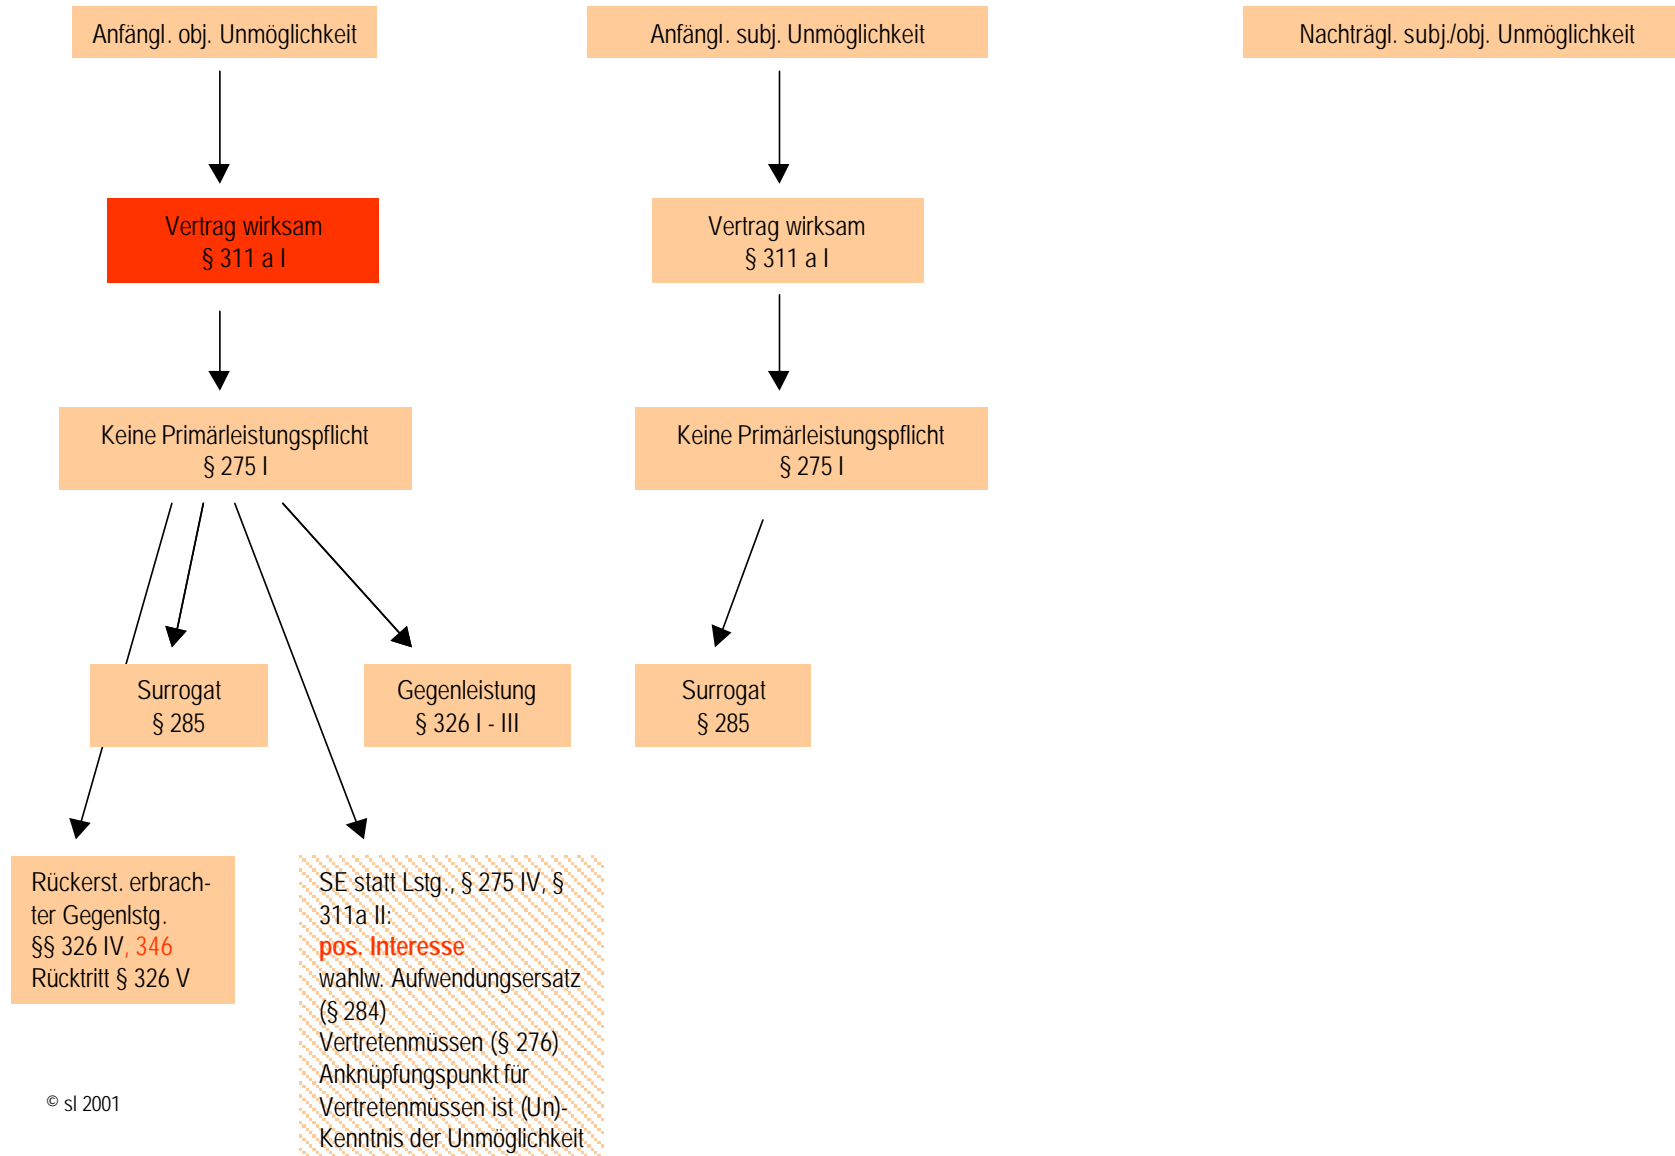 Anfängl. obj. Unmöglichkeit
Anfängl. subj. Unmöglichkeit
Nachträgl. subj./obj. Unmöglichkeit
Vertrag wirksam
§ 311 a I
Vertrag wirksam
§ 311 a I
Keine Primärleistungspflicht
§ 275 I
Keine Primärleistungspflicht
§ 275 I
Surrogat
§ 285
Gegenleistung
§ 326 I - III
Surrogat
§ 285
Rückerst. erbrach-
ter Gegenlstg.
§§ 326 IV, 346
Rücktritt § 326 V
SE statt Lstg., § 275 IV, §
311a II:
pos. Interesse
wahlw. Aufwendungsersatz
(§ 284)
Vertretenmüssen (§ 276)
Anknüpfungspunkt für
Vertretenmüssen ist (Un)-
Kenntnis der Unmöglichkeit
© sl 2001